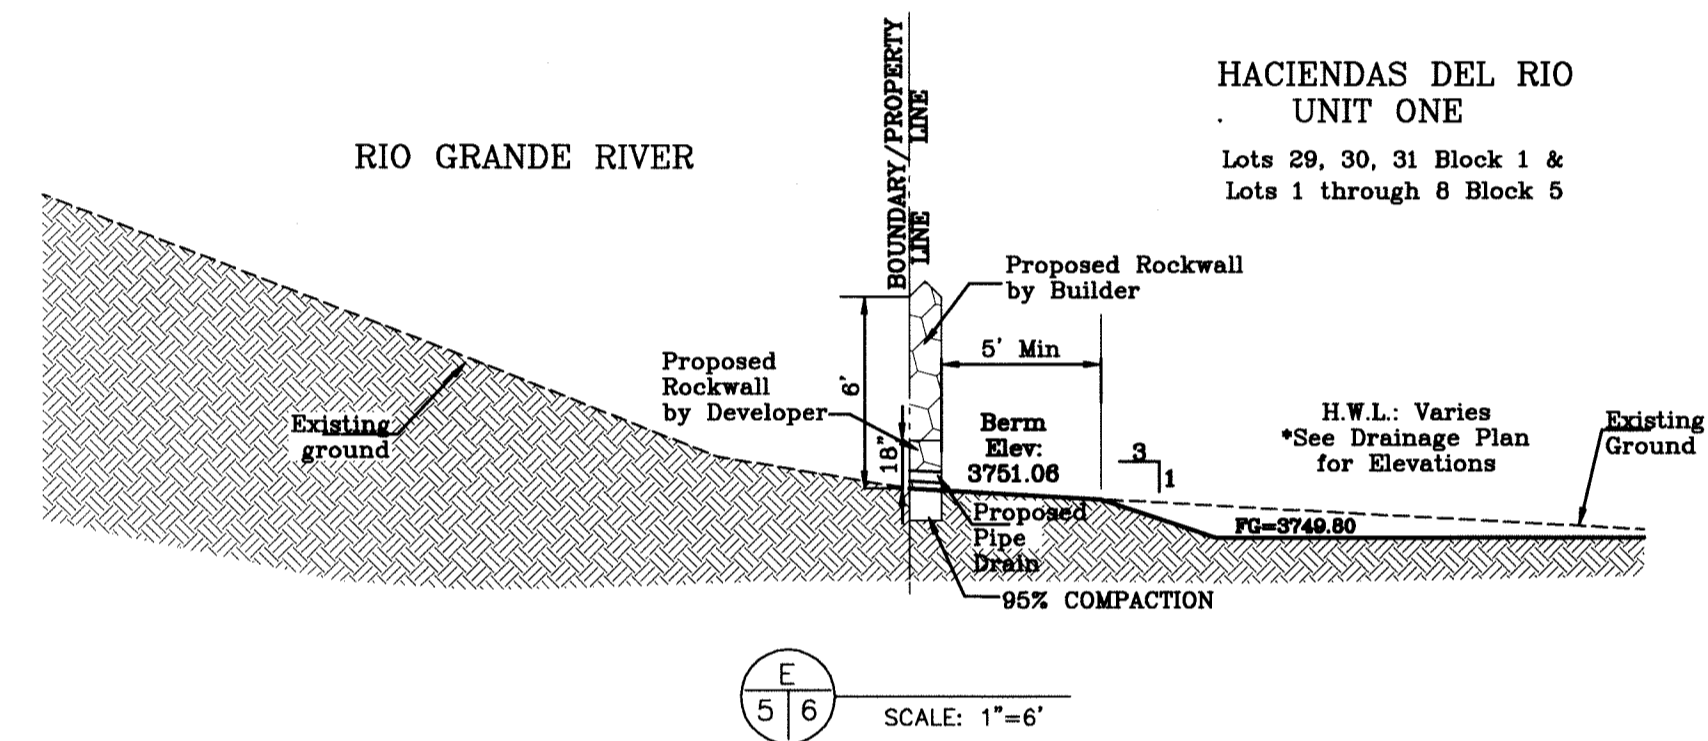 HACIENDAS DEL RIO
UNIT ONE
Lots 29, 30, 31 Block 1 &
Lots 1 through 8 Block 5
RIO GRANDE RIVER
BOUNDARY/PROPERTY
LINE
LINE
Proposed Rockwall
by Builder
5' Min
6'
18"
Proposed
Rockwall
by Developer
Existing
ground
Berm
Elev:
3751.06
3
1
H.W.L.: Varies
*See Drainage Plan
for Elevations
Existing
Ground
FG=3749.80
Proposed
Pipe
Drain
95% COMPACTION
E
5 6
SCALE: 1"=6'